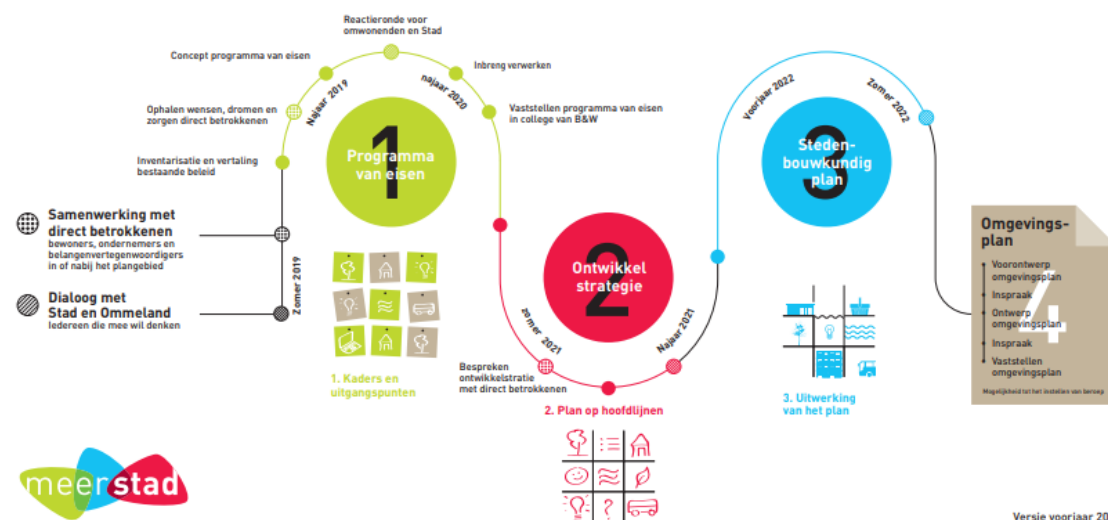 Reactieronde voor
omwonenden en Stad
Concept programma van eisen
Inbreng verwerken
Najaar 2019
najaar 2020
Ophalen wensen, dromen en
zorgen direct betrokkenen
Vaststellen programma van eisen
in college van B&W
Inventarisatie en vertaling
bestaande beleid
1
Programma
van eisen
Samenwerking met
direct betrokkenen
bewoners, ondernemers en
belangenvertegenwoordigers
in of nabij het plangebied
Dialoog met
Stad en Ommeland
Iedereen die mee wil denken
Zomer 2019
1. Kaders en
uitgangspunten
2
Ontwikkel
strategie
zomer 2021
Najaar 2021
Bespreken
ontwikkelstratie
met direct betrokkenen
2. Plan op hoofdlijnen
?
Voorjaar 2022
Zomer 2022
3
Steden-
bouwkundig
plan
3. Uitwerking
van het plan
4
Omgevings-
plan
Voorontwerp
omgevingsplan
Inspraak
Ontwerp
omgevingsplan
Inspraak
Vaststellen
omgevingsplan
Mogelijkheid tot het instellen van beroep
meerstad
Versie voorjaar 20